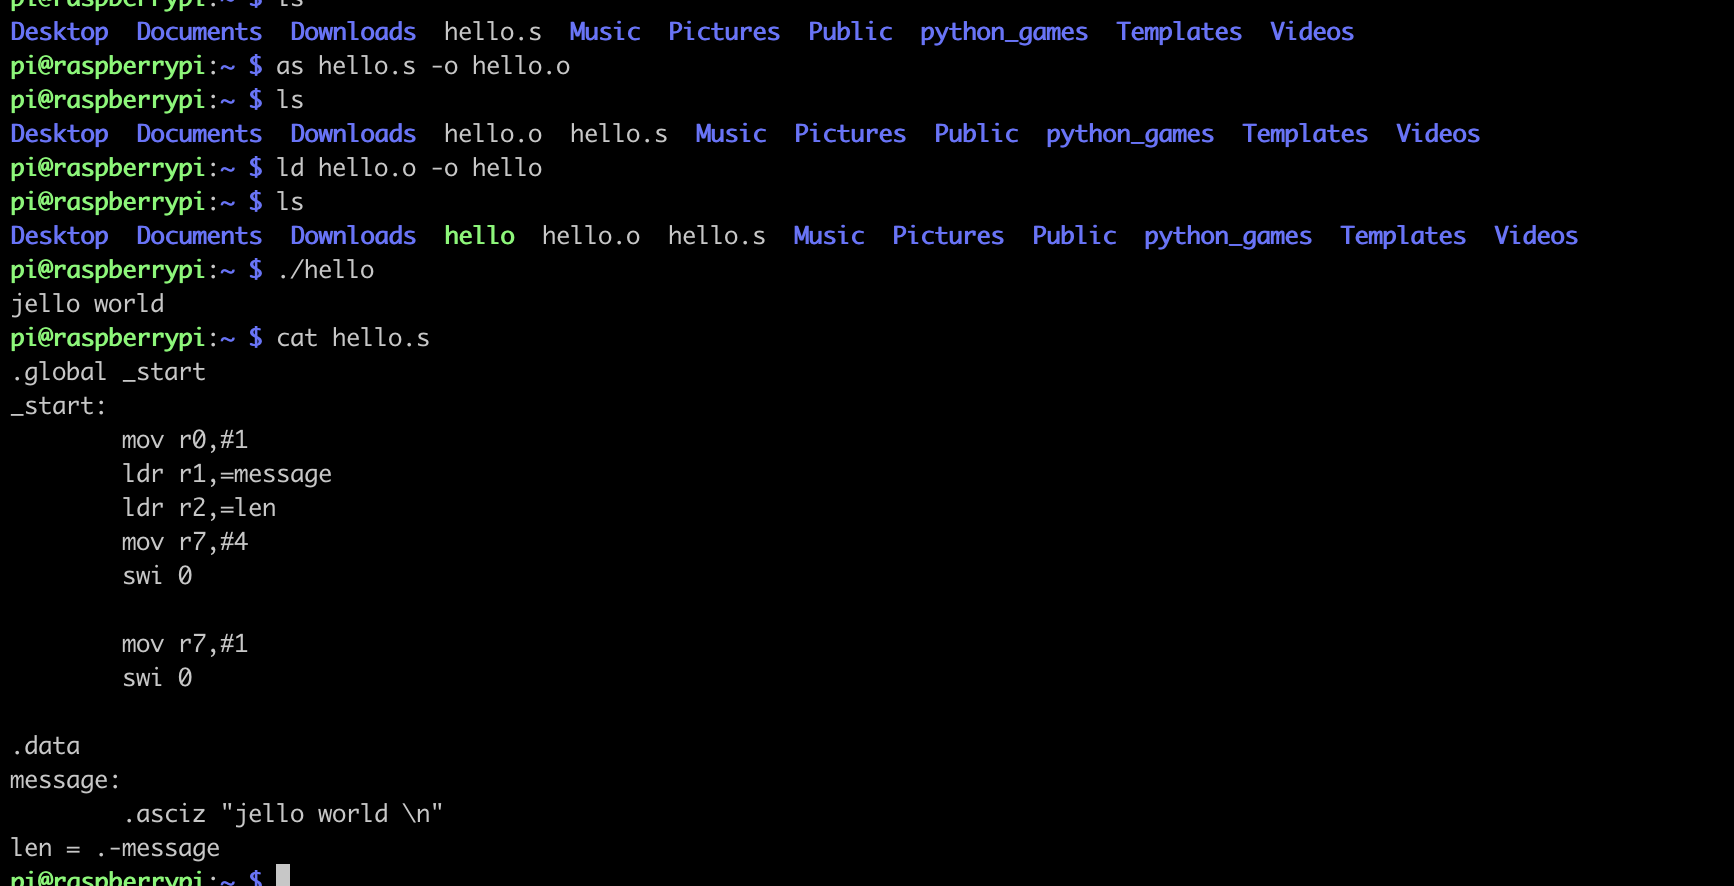 pi@raspberrypi:~ $ ls
Desktop  Documents  Downloads  hello.s  Music  Pictures  Public  python_games  Templates  Videos
pi@raspberrypi:~ $ as hello.s -o hello.o
pi@raspberrypi:~ $ ls
Desktop  Documents  Downloads  hello.o  hello.s  Music  Pictures  Public  python_games  Templates  Videos
pi@raspberrypi:~ $ ld hello.o -o hello
pi@raspberrypi:~ $ ls
Desktop  Documents  Downloads  hello  hello.o  hello.s  Music  Pictures  Public  python_games  Templates  Videos
pi@raspberrypi:~ $ ./hello
jello world
pi@raspberrypi:~ $ cat hello.s
.global _start
_start:
        mov r0,#1
        ldr r1,=message
        ldr r2,=len
        mov r7,#4
        swi 0

        mov r7,#1
        swi 0

.data
message:
        .asciz "jello world \n"
len = .-message
pi@raspberrypi:~ $